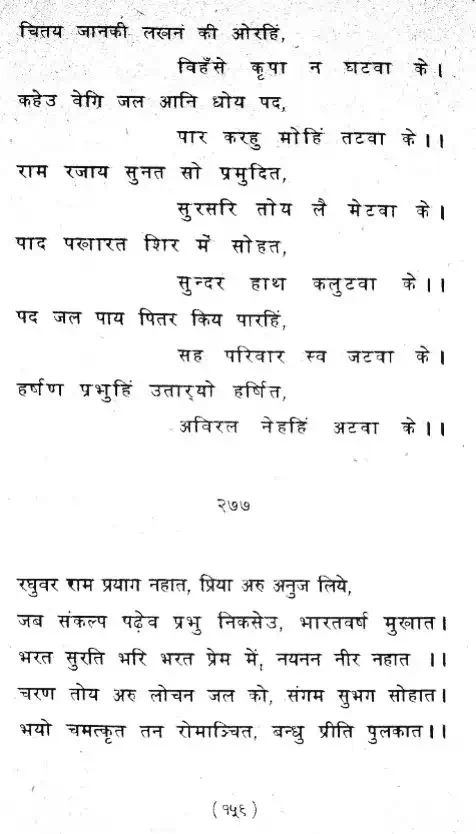 चितय जानकी लखन की ओरहिं,
विहँसे कृपा न घटवा के।
कहेउ वेगि जल आनि धोय पद,
पार करहु मोहिं तटवा के।।
राम रजाय सुनत सो प्रमुदित,
सुरसरि तोय लै मेटवा के।
पाद पखारत शिर में सोहत,
सुन्दर हाथ कलुटवा के।।
पद जल पाय पितर किय पारहिं,
सह परिवार स्व जटवा के।
हर्षण प्रभुहिं उतार्‌यो हर्षित,
अविरल नेहहिं अटवा के।।
२७७
रघुवर राम प्रयाग नहात, प्रिया अरु अनुज लिये,
जब संकल्प पढ़ेव प्रभु निकसेउ, भारतवर्ष मुखात।
भरत सुरति भरि भरत प्रेम में, नयनन नीर नहात ।।
चरण तोय अरु लोचन जल को, संगम सुभग सोहात।
भयो चमत्कृत तन रोमाञ्चित, बन्धु प्रीति पुलकात।।
(१५६)